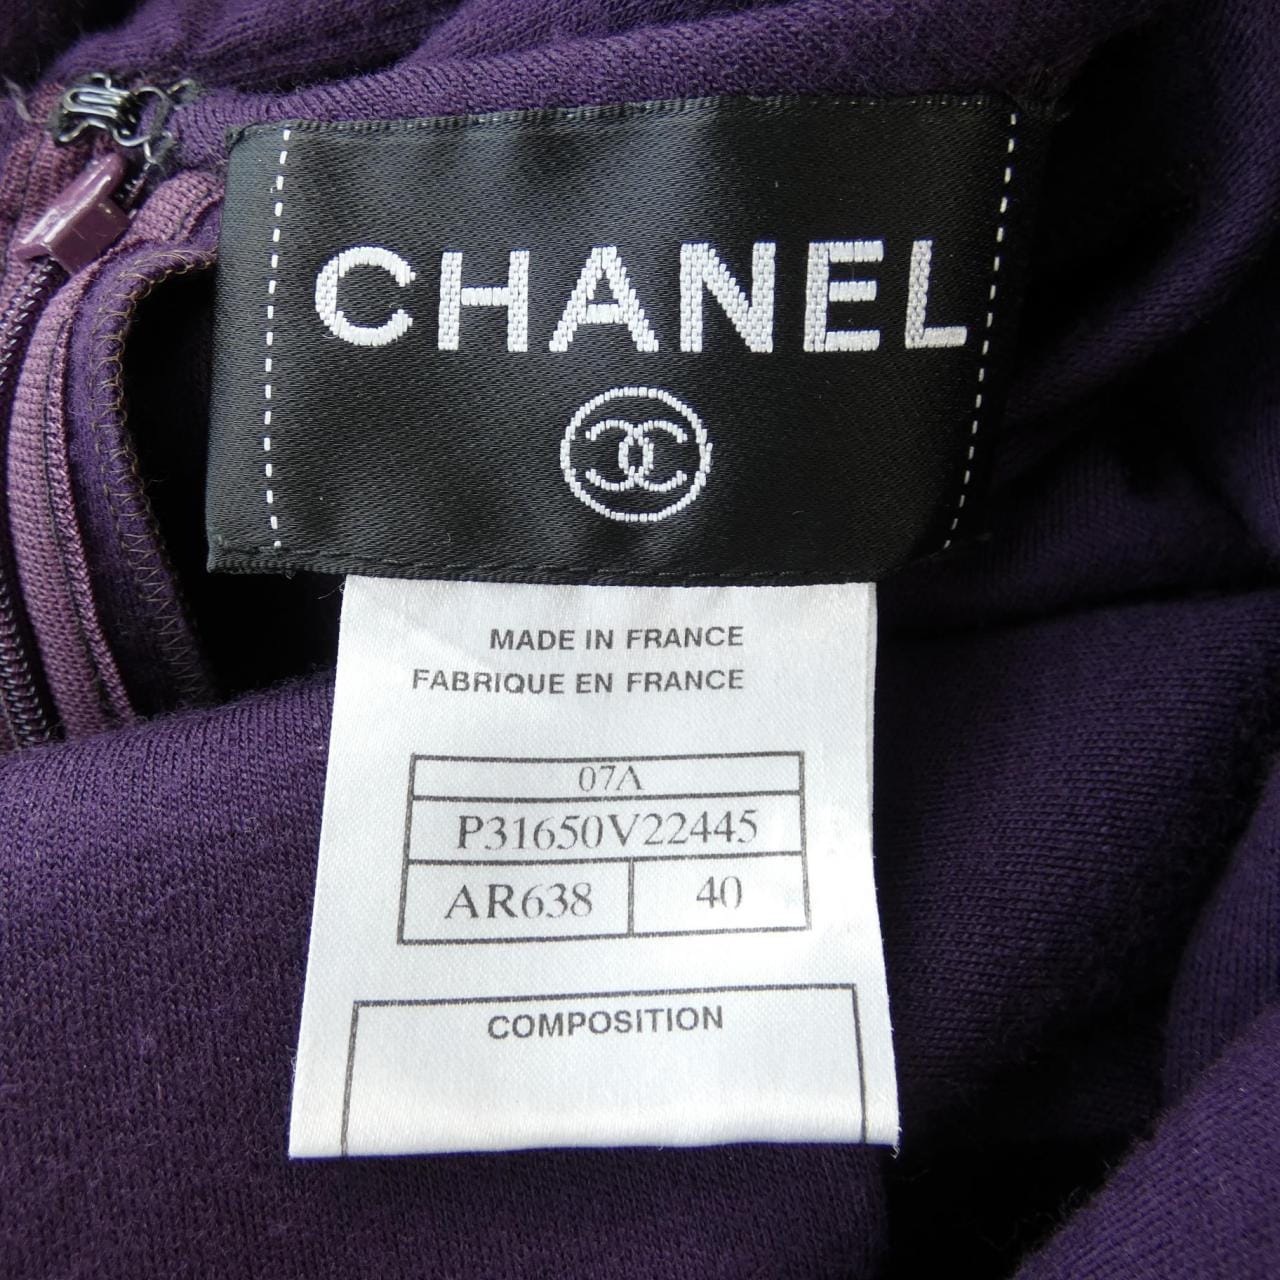 CHANEL
MADE IN FRANCE
FABRIQUE EN FRANCE
07A
P31650V22445
AR638 40
COMPOSITION